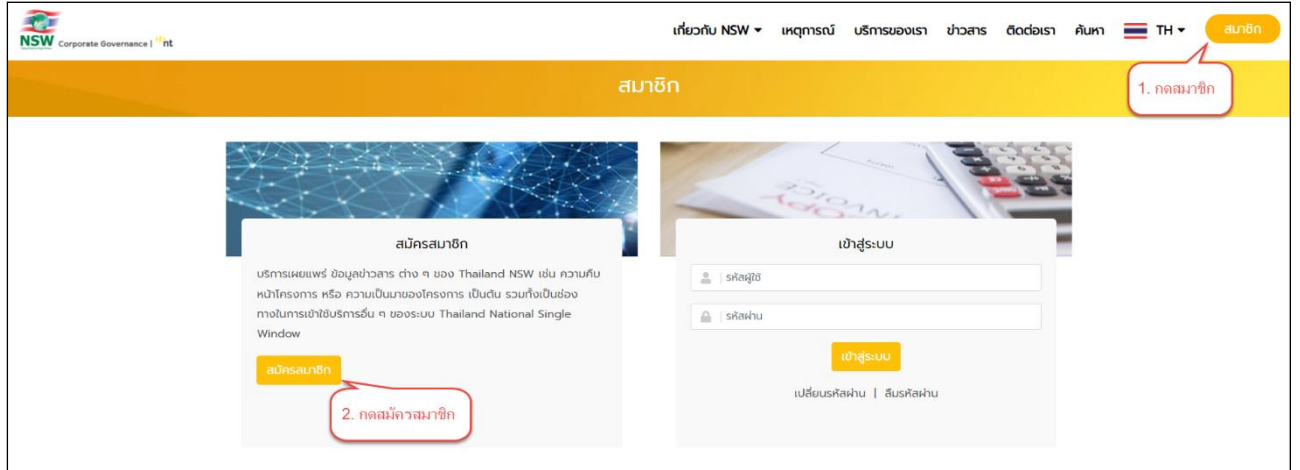 NSW Corporate Governance | nt
เกี่ยวกับ NSW เหตุการณ์ บริการของเรา ข่าวสาร ติดต่อเรา ค้นหา TH สมาชิก
สมาชิก
1. กดสมาชิก
COPY
INVOICE
สมัครสมาชิก
บริการเผยแพร่ ข้อมูลข่าวสาร ต่าง ๆ ของ Thailand NSW เช่น ความคืบ
หน้าโครงการ หรือ ความเป็นมาของโครงการ เป็นต้น รวมทั้งเป็นช่อง
ทางในการเข้าใช้บริการอื่น ๆ ของระบบ Thailand National Single
Window
สมัครสมาชิก
2. กดสมัครสมาชิก
เข้าสู่ระบบ
รหัสผู้ใช้
รหัสผ่าน
เข้าสู่ระบบ
เปลี่ยนรหัสผ่าน | ลืมรหัสผ่าน